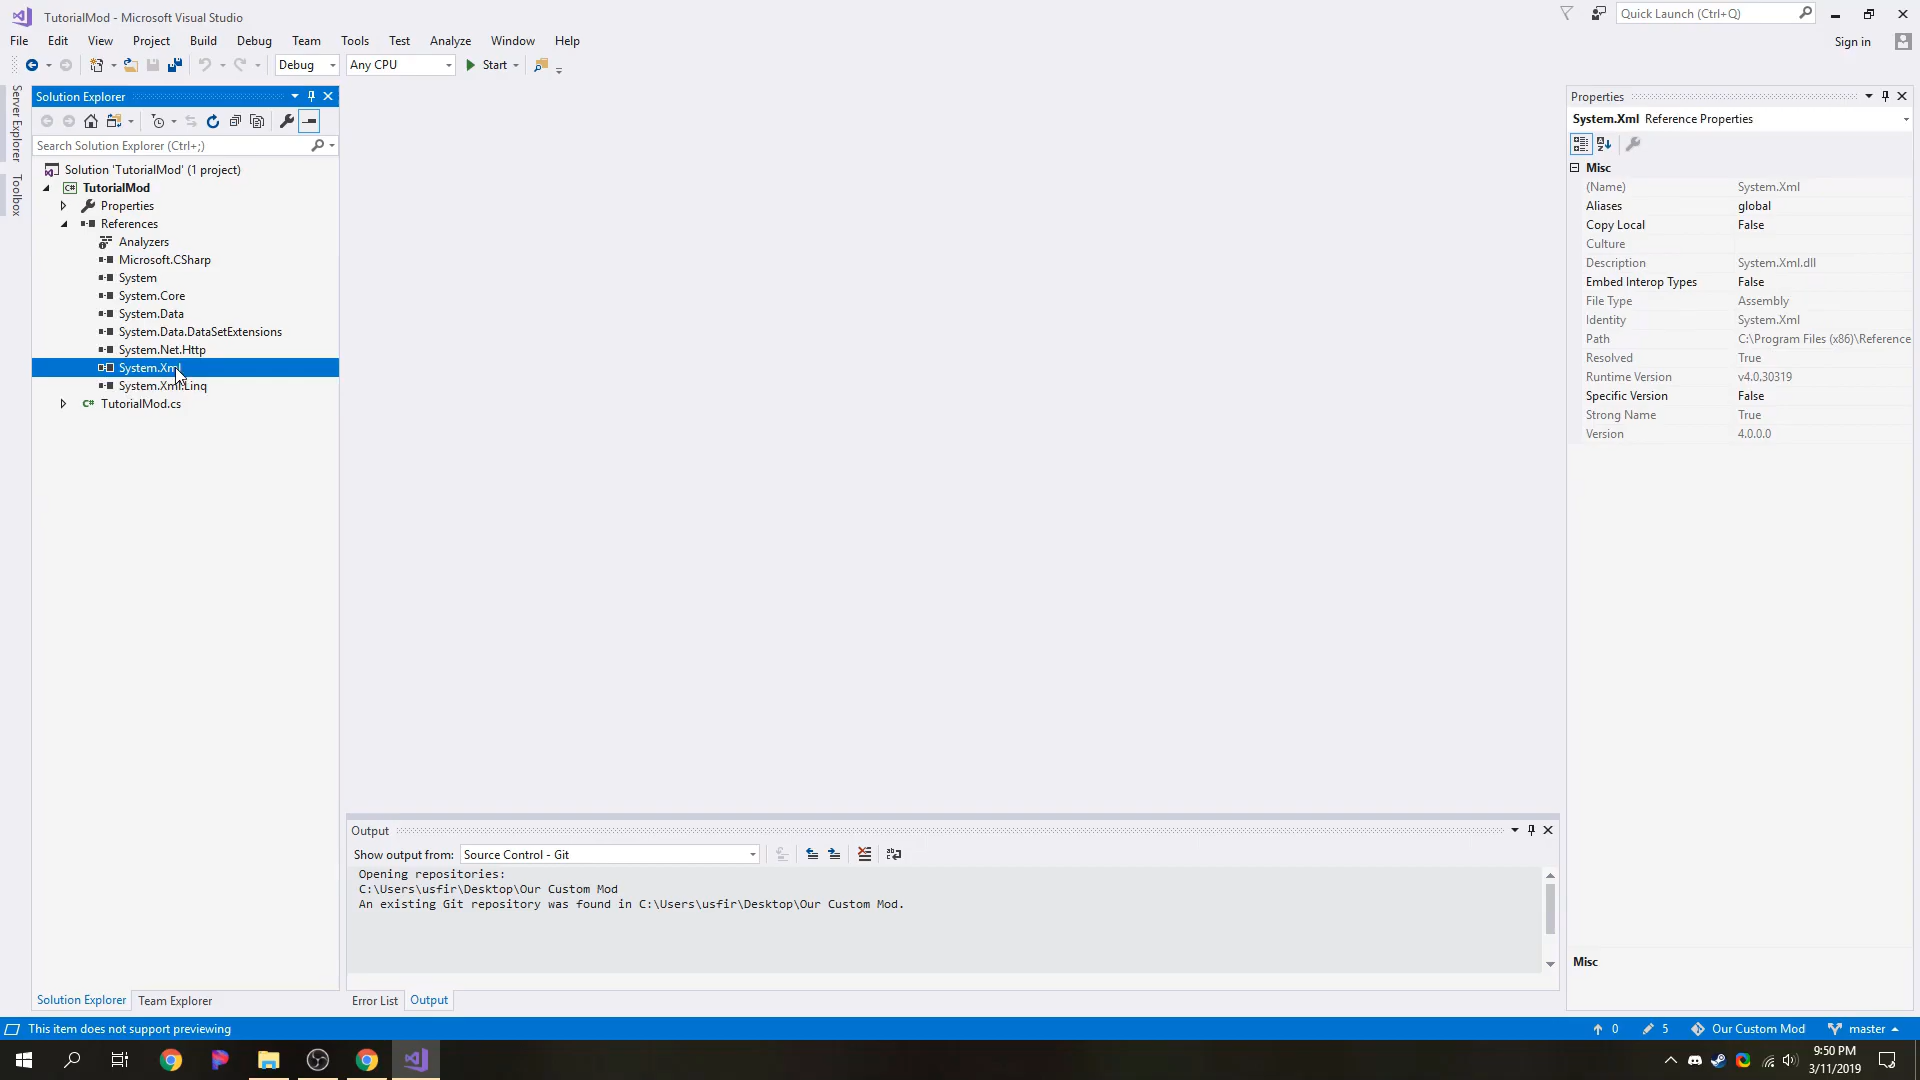 TutorialMod - Microsoft Visual Studio
Quick Launch (Ctrl+Q)
File Edit View Project Build Debug Team Tools Test Analyze Window Help
Sign in
Debug Any CPU Start
Server Explorer
Toolbox
Solution Explorer
Search Solution Explorer (Ctrl+;)
Solution 'TutorialMod' (1 project)
TutorialMod
Properties
References
Analyzers
Microsoft.CSharp
System
System.Core
System.Data
System.Data.DataSetExtensions
System.Net.Http
System.Xml
System.Xml.Linq
TutorialMod.cs
Solution Explorer Team Explorer
Output
Show output from: Source Control - Git
Opening repositories:
C:\Users\usfir\Desktop\Our Custom Mod
An existing Git repository was found in C:\Users\usfir\Desktop\Our Custom Mod.
Error List Output
Properties
System.Xml Reference Properties
Misc
(Name) System.Xml
Aliases global
Copy Local False
Culture
Description System.Xml.dll
Embed Interop Types False
File Type Assembly
Identity System.Xml
Path C:\Program Files (x86)\Reference
Resolved True
Runtime Version v4.0.30319
Specific Version False
Strong Name True
Version 4.0.0.0
Misc
This item does not support previewing
0 5 Our Custom Mod master
9:50 PM
3/11/2019